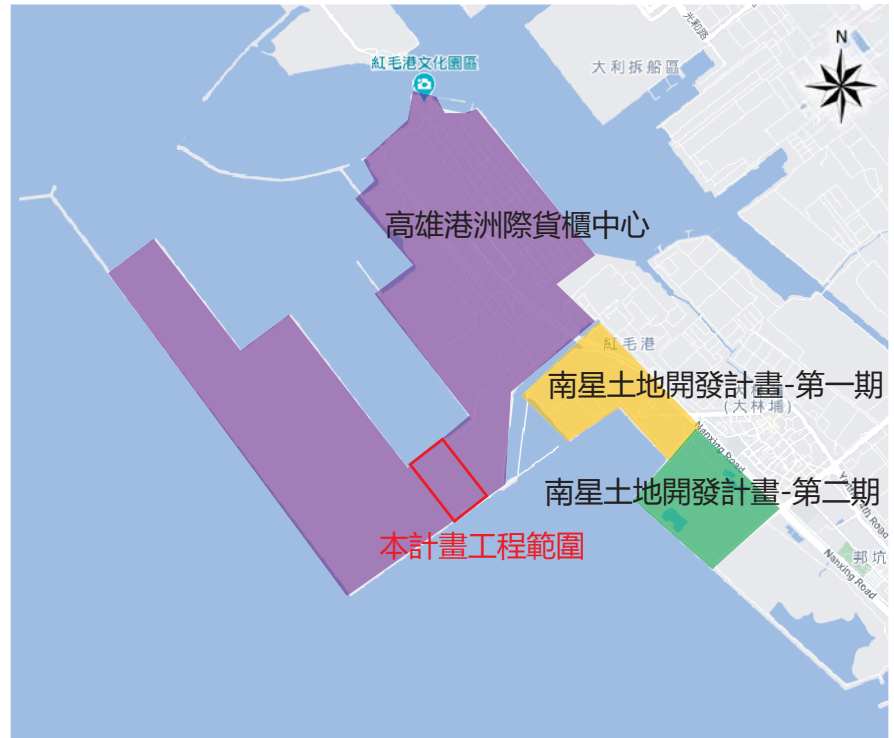 光和路
N
紅毛港文化園區
大利拆船區
高雄港洲際貨櫃中心
紅毛港
南星土地開發計畫-第一期
(大林埔)
Nanxing Road
南星土地開發計畫-第二期
本計畫工程範圍
邦坑
Nanxing Road